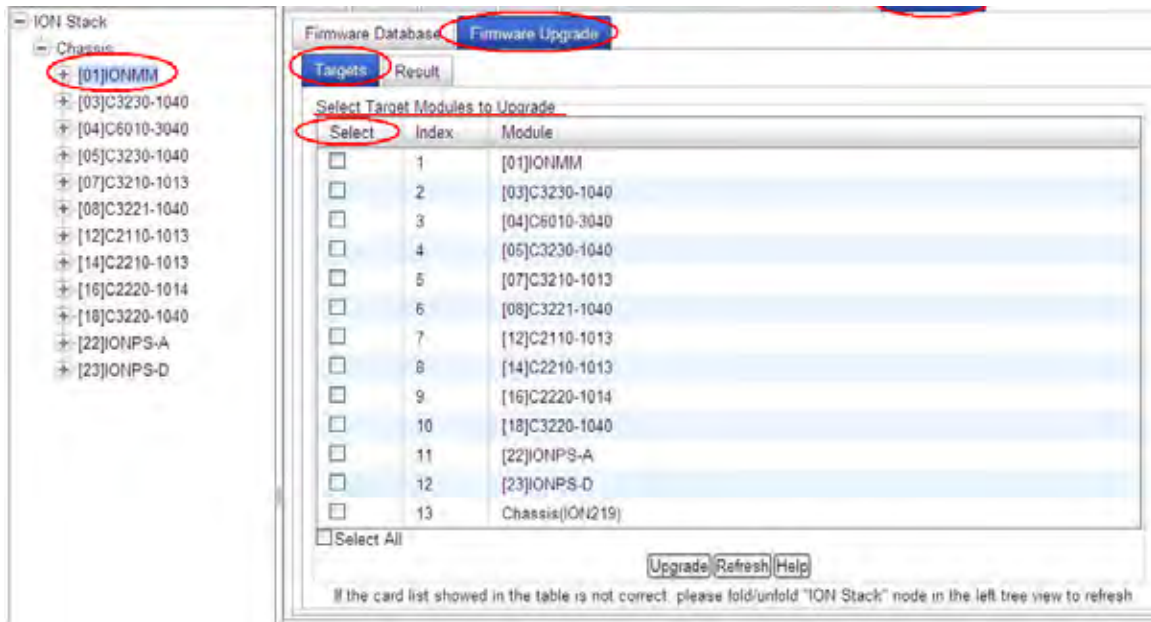 ION Stack
Chassis
[01]IONMM
[03]C3230-1040
[04]C6010-3040
[05]C3230-1040
[07]C3210-1013
[08]C3221-1040
[12]C2110-1013
[14]C2210-1013
[16]C2220-1014
[18]C3220-1040
[22]IONPS-A
[23]IONPS-D
Firmware Database Firmware Upgrade
Targets Result
Select Target Modules to Upgrade
Select Index Module
1 [01]IONMM
2 [03]C3230-1040
3 [04]C6010-3040
4 [05]C3230-1040
5 [07]C3210-1013
6 [08]C3221-1040
7 [12]C2110-1013
8 [14]C2210-1013
9 [16]C2220-1014
10 [18]C3220-1040
11 [22]IONPS-A
12 [23]IONPS-D
13 Chassis(ION219)
Select All
Upgrade Refresh Help
If the card list showed in the table is not correct, please fold/unfold "ION Stack" node in the left tree view to refresh